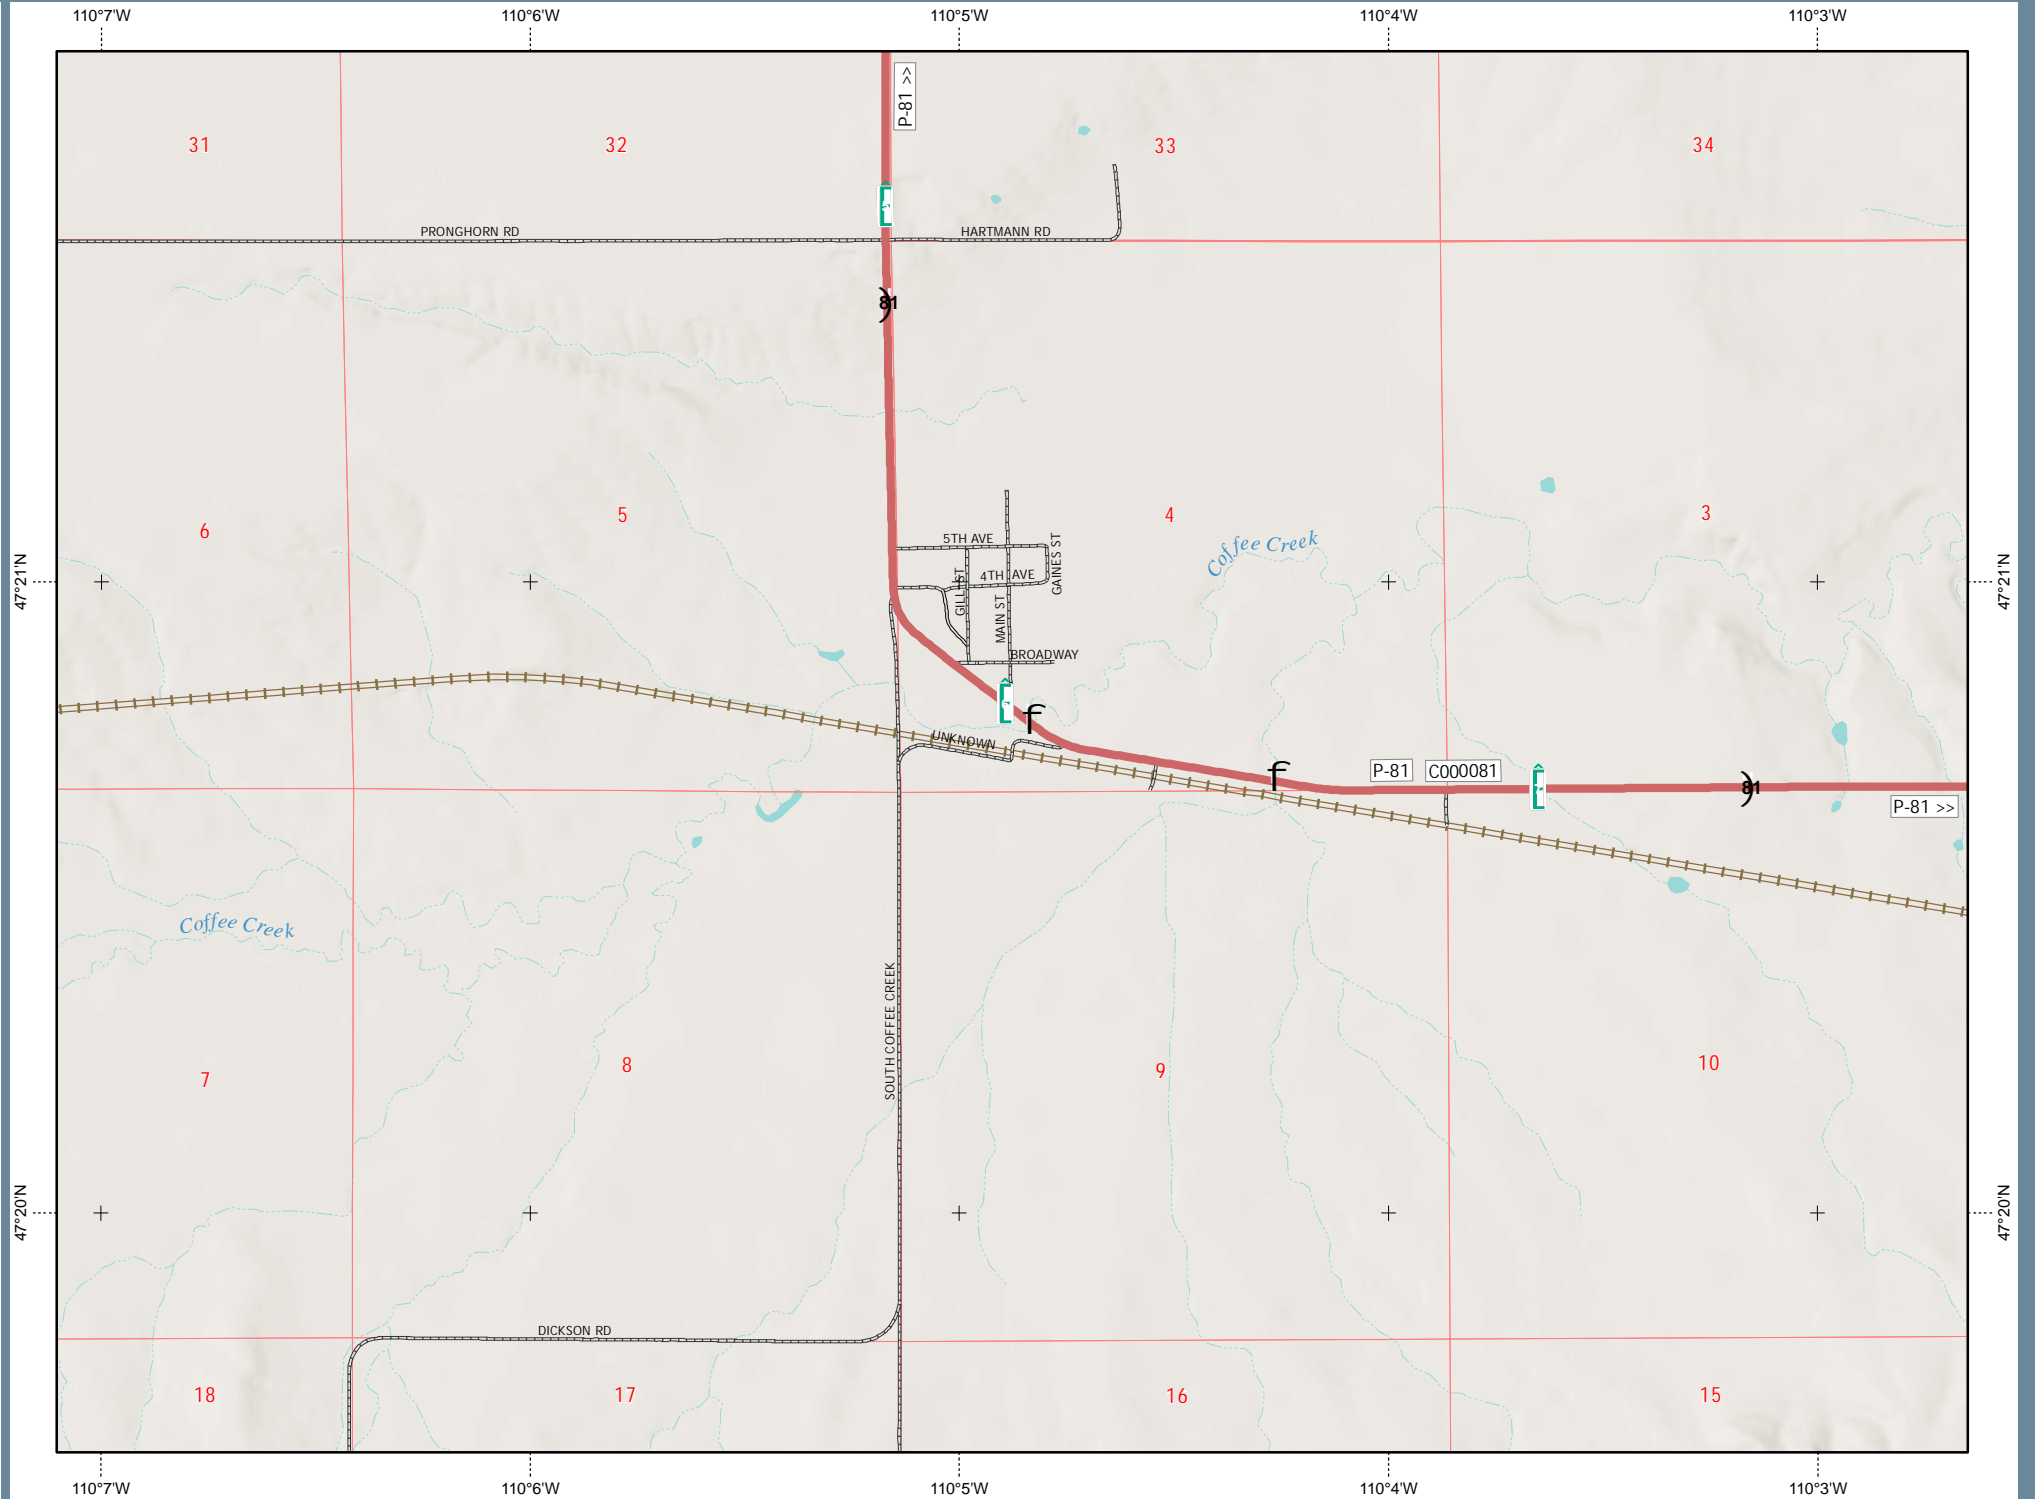 110°7'W
110°6'W
110°5'W
110°4'W
110°3'W
P-81 >>
31
32
33
34
PRONGHORN RD
HARTMANN RD
81
6
5
4
3
5TH AVE
GAINES ST
Coffee Creek
4TH AVE
GILL ST
MAIN ST
47°21'N
47°21'N
BROADWAY
UNKNOWN
P-81
C000081
81
P-81 >>
Coffee Creek
SOUTH COFFEE CREEK
7
8
9
10
47°20'N
47°20'N
DICKSON RD
18
17
16
15
110°7'W
110°6'W
110°5'W
110°4'W
110°3'W